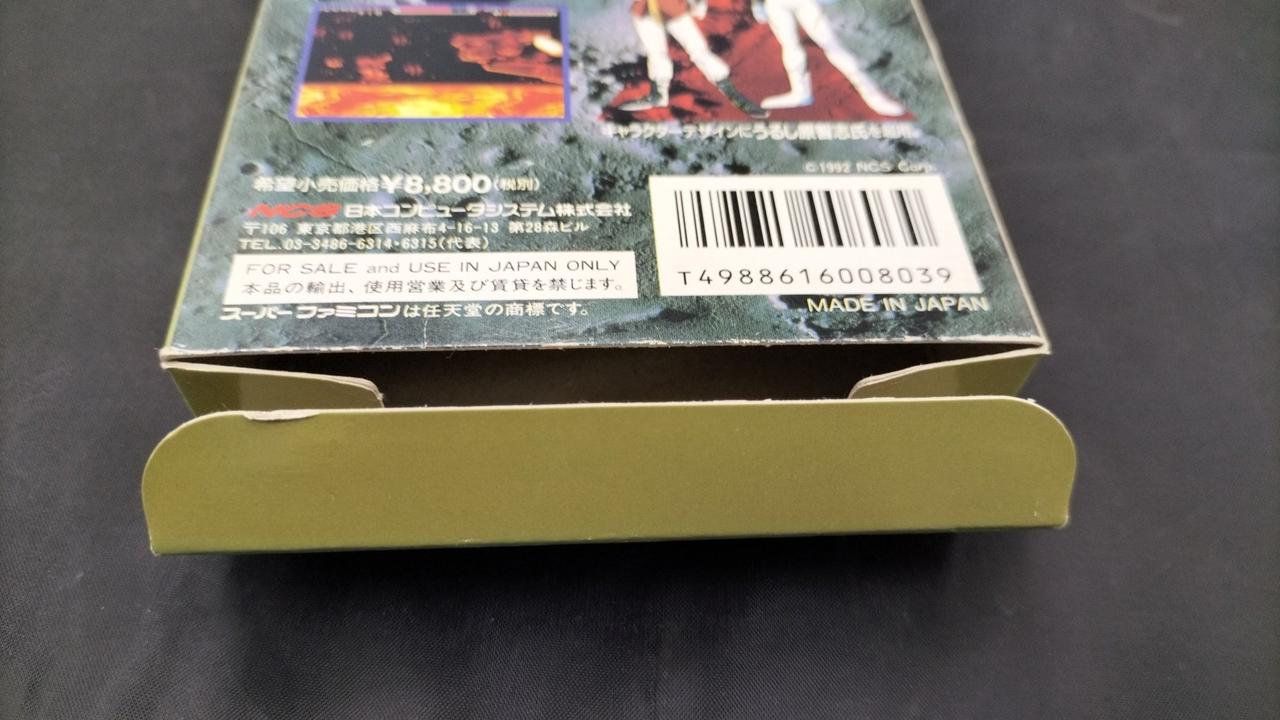 キャラクターデザインにうるし原智志氏を起用。
©1992 NCS Corp.
希望小売価格¥8,800(税別)
NCS 日本コンピュータシステム株式会社
〒106 東京都港区西麻布4-16-13 第28森ビル
TEL.03-3486-6314・6315(代表)
FOR SALE and USE IN JAPAN ONLY
本品の輸出、使用営業及び賃貸を禁じます。
スーパーファミコンは任天堂の商標です。
T4988616008039
MADE IN JAPAN